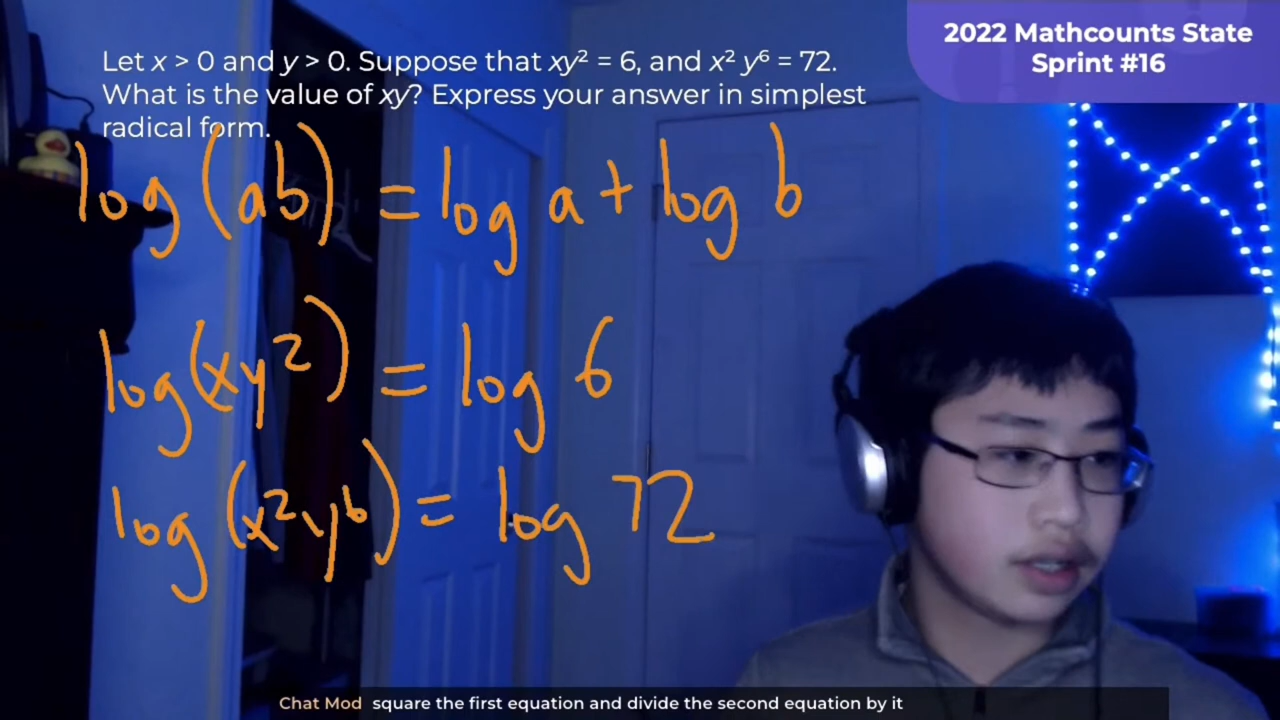 2022 Mathcounts State
Sprint #16
Let x > 0 and y > 0. Suppose that xy² = 6, and x² y⁶ = 72.
What is the value of xy? Express your answer in simplest
radical form.
log (ab) = log a + log b
log(xy²) = log 6
log (x²y⁶) = log 72
Chat Mod square the first equation and divide the second equation by it